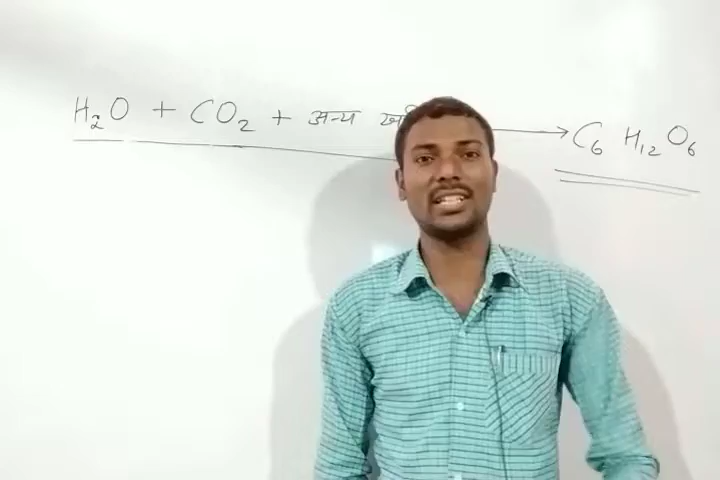 H₂O + CO₂ + अन्य → C₆ H₁₂ O₆